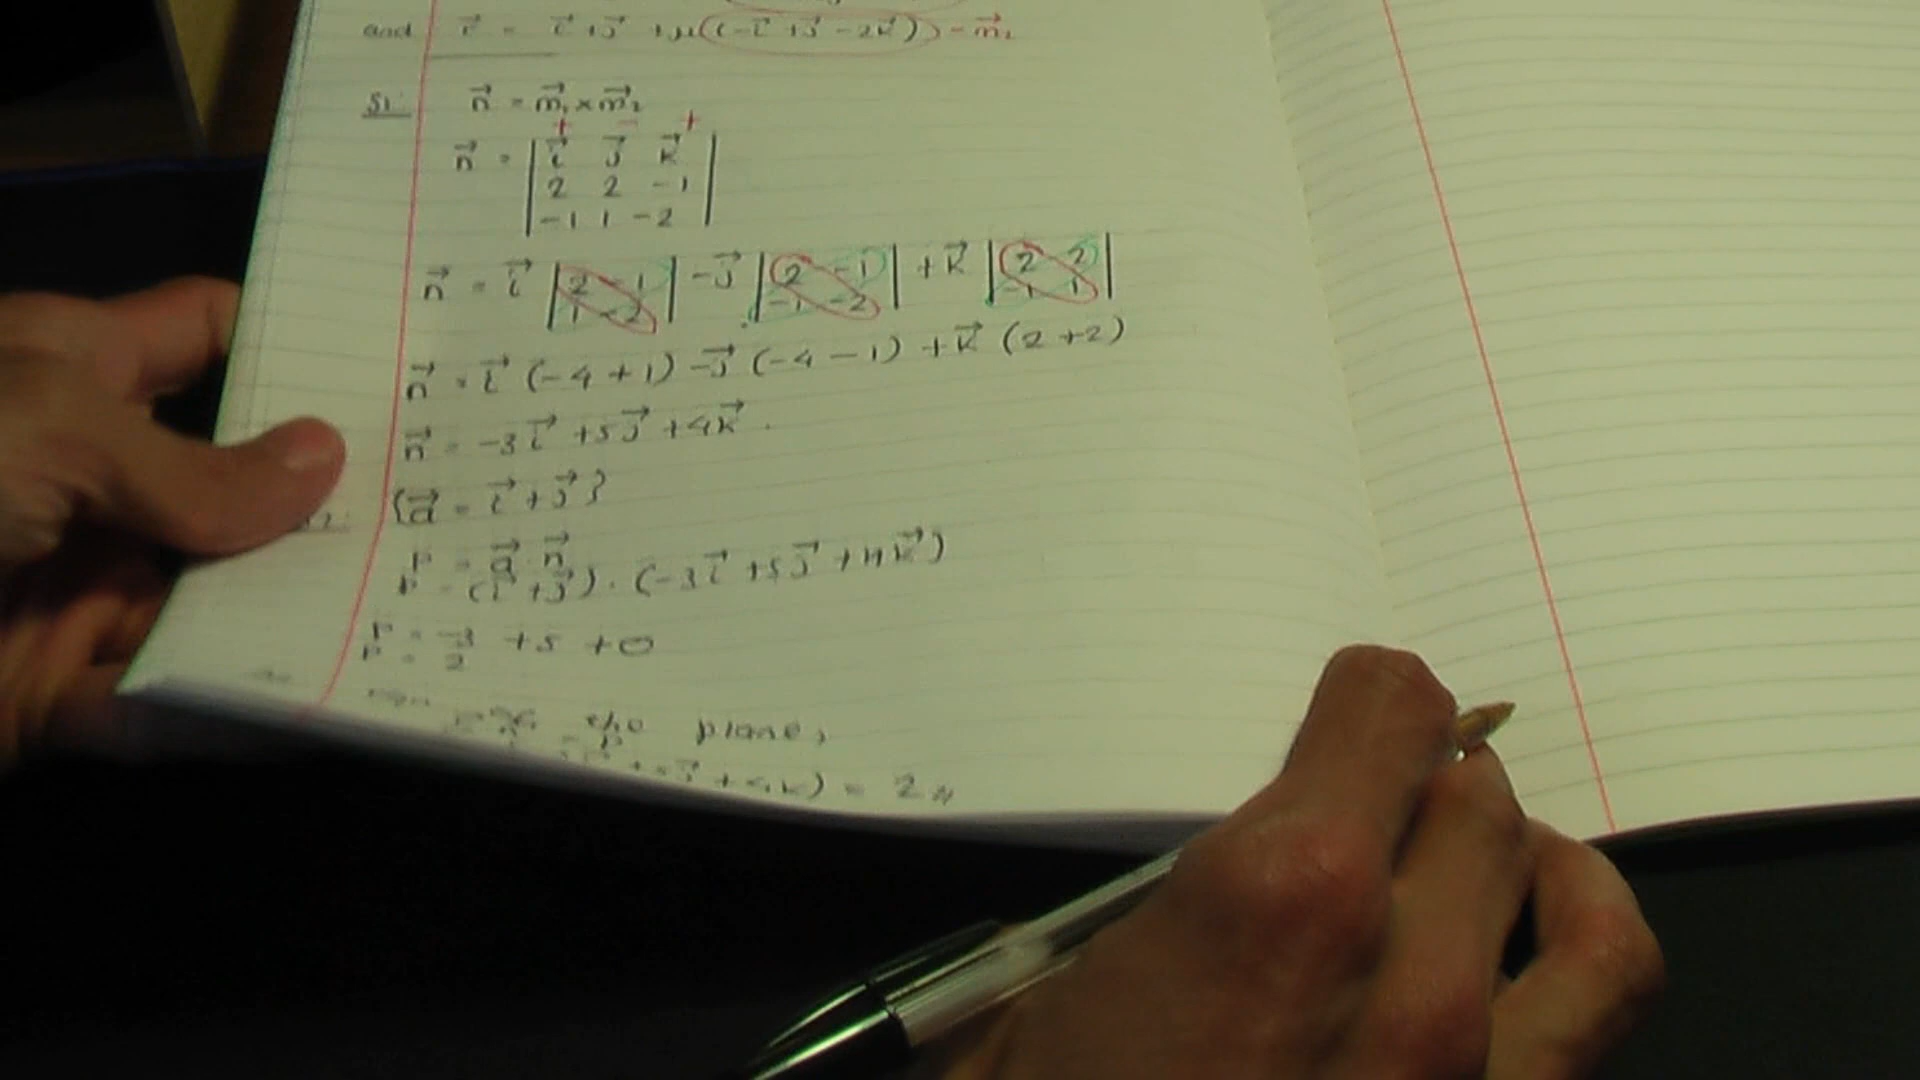 and r⃗ = i⃗ + j⃗ + μ((-i⃗ + j⃗ - 2k⃗)) - m⃗₂
S1: n⃗ = m⃗₁ × m⃗₂
+ - +
n⃗ = | i⃗ j⃗ k⃗ |
2 2 -1
-1 1 -2
n⃗ = i⃗ |2 -1| - j⃗ |2 -1| + k⃗ |2 2|
1 -2 -1 -2 -1 1
n⃗ = i⃗ (-4 + 1) - j⃗ (-4 - 1) + k⃗ (2 + 2)
n⃗ = -3i⃗ + 5j⃗ + 4k⃗.
{a⃗ = i⃗ + j⃗}
P = a⃗ . n⃗
P = (i⃗ + j⃗) . (-3i⃗ + 5j⃗ + 4k⃗)
P = -3 + 5 + 0
P = 2
the plane,
+ 5j⃗ + 4k⃗) = 2 //